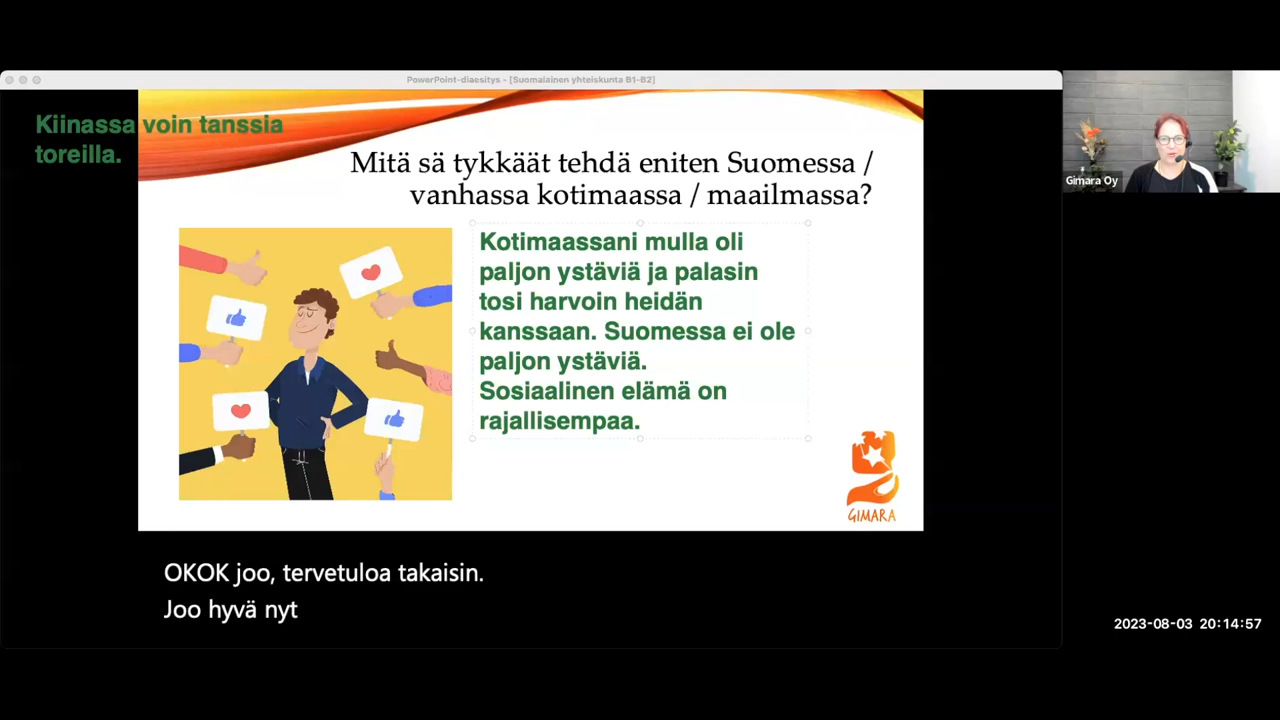 PowerPoint-diaesitys - [Suomalainen yhteiskunta B1-B2]
Kiinassa voin tanssia
toreilla.
Mitä sä tykkäät tehdä eniten Suomessa /
vanhassa kotimaassa / maailmassa?
Kotimaassani mulla oli
paljon ystäviä ja palasin
tosi harvoin heidän
kanssaan. Suomessa ei ole
paljon ystäviä.
Sosiaalinen elämä on
rajallisempaa.
GIMARA
OKOK joo, tervetuloa takaisin.
Joo hyvä nyt
Gimara Oy
2023-08-03 20:14:57